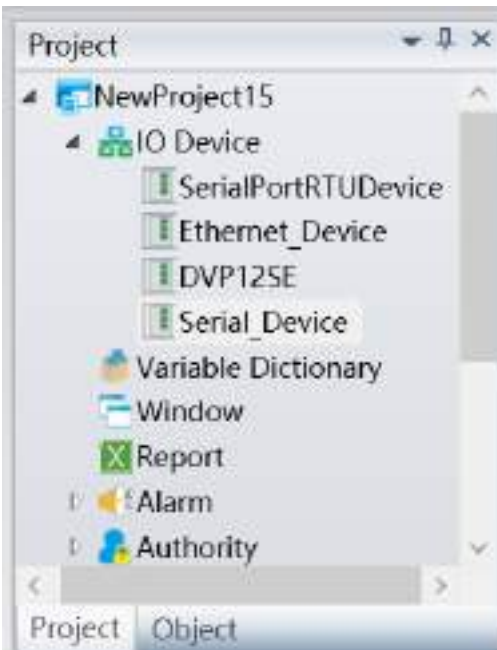 Project
NewProject15
IO Device
SerialPortRTUDevice
Ethernet_Device
DVP12SE
Serial_Device
Variable Dictionary
Window
Report
Alarm
Authority
Project Object